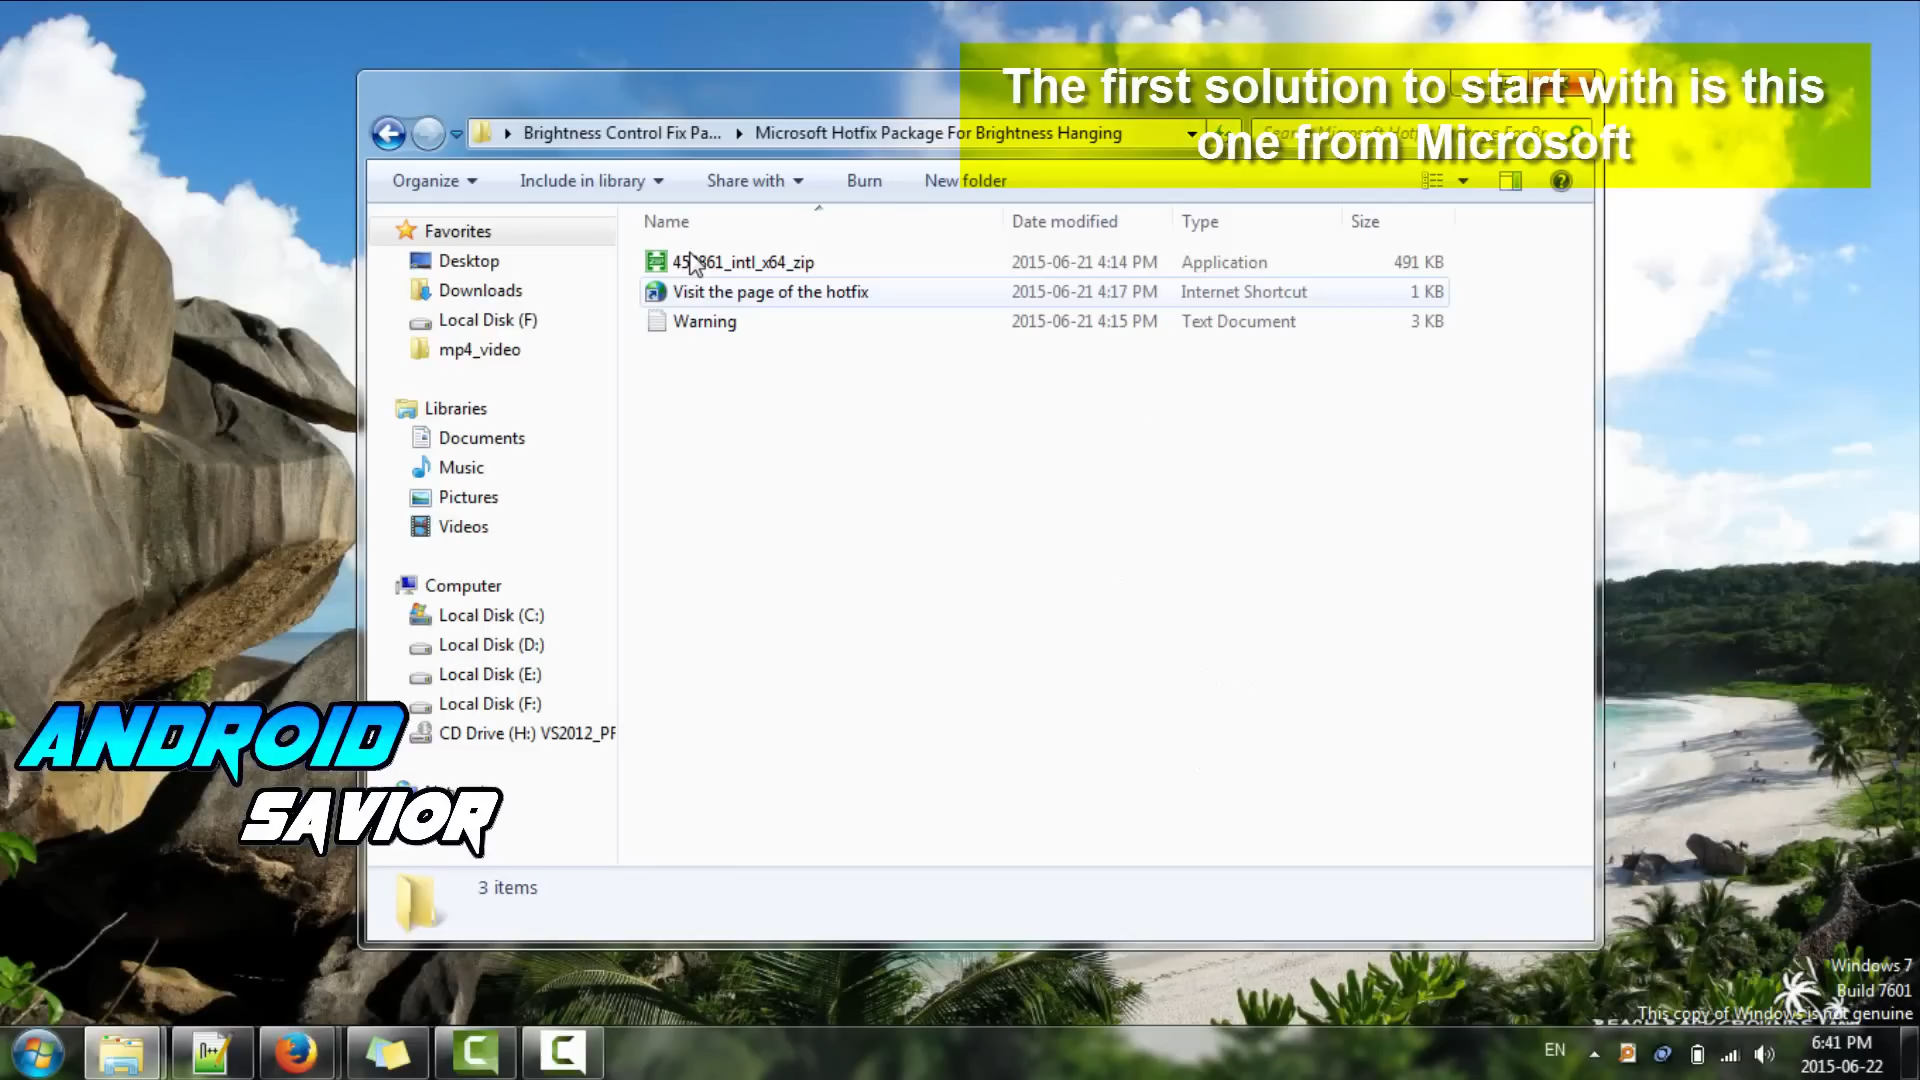 The first solution to start with is this
one from Microsoft
Brightness Control Fix Pa...
Microsoft Hotfix Package For Brightness Hanging
Organize
Include in library
Share with
Burn
New folder
Name
Date modified
Type
Size
861_intl_x64_zip
2015-06-21 4:14 PM
Application
491 KB
Visit the page of the hotfix
2015-06-21 4:17 PM
Internet Shortcut
1 KB
Warning
2015-06-21 4:15 PM
Text Document
3 KB
Favorites
Desktop
Downloads
Local Disk (F)
mp4_video
Libraries
Documents
Music
Pictures
Videos
Computer
Local Disk (C:)
Local Disk (D:)
Local Disk (E:)
Local Disk (F:)
CD Drive (H:) VS2012_PF
ANDROID
SAVIOR
3 items
Windows 7
Build 7601
This copy of Windows is not genuine
EN
6:41 PM
2015-06-22